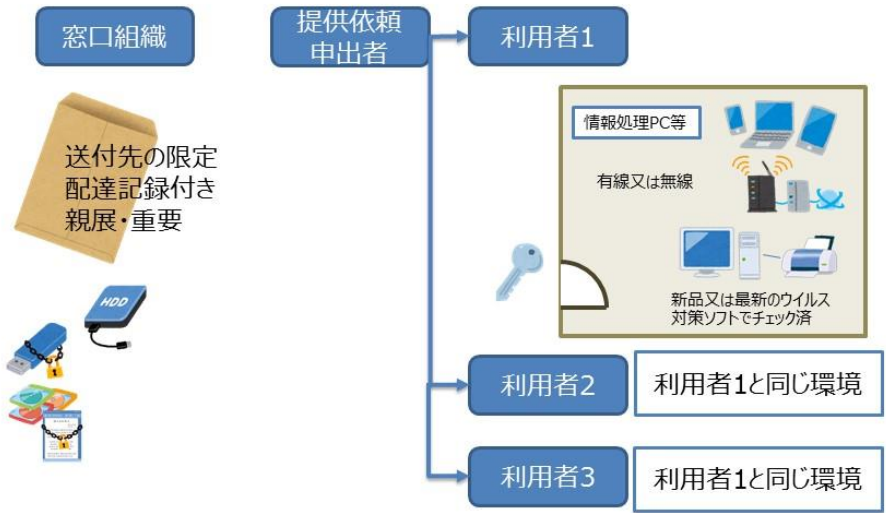 窓口組織
提供依頼
申出者
利用者1
送付先の限定
配達記録付き
親展・重要
HDD
情報処理PC等
有線又は無線
新品又は最新のウイルス
対策ソフトでチェック済
利用者2
利用者1と同じ環境
利用者3
利用者1と同じ環境